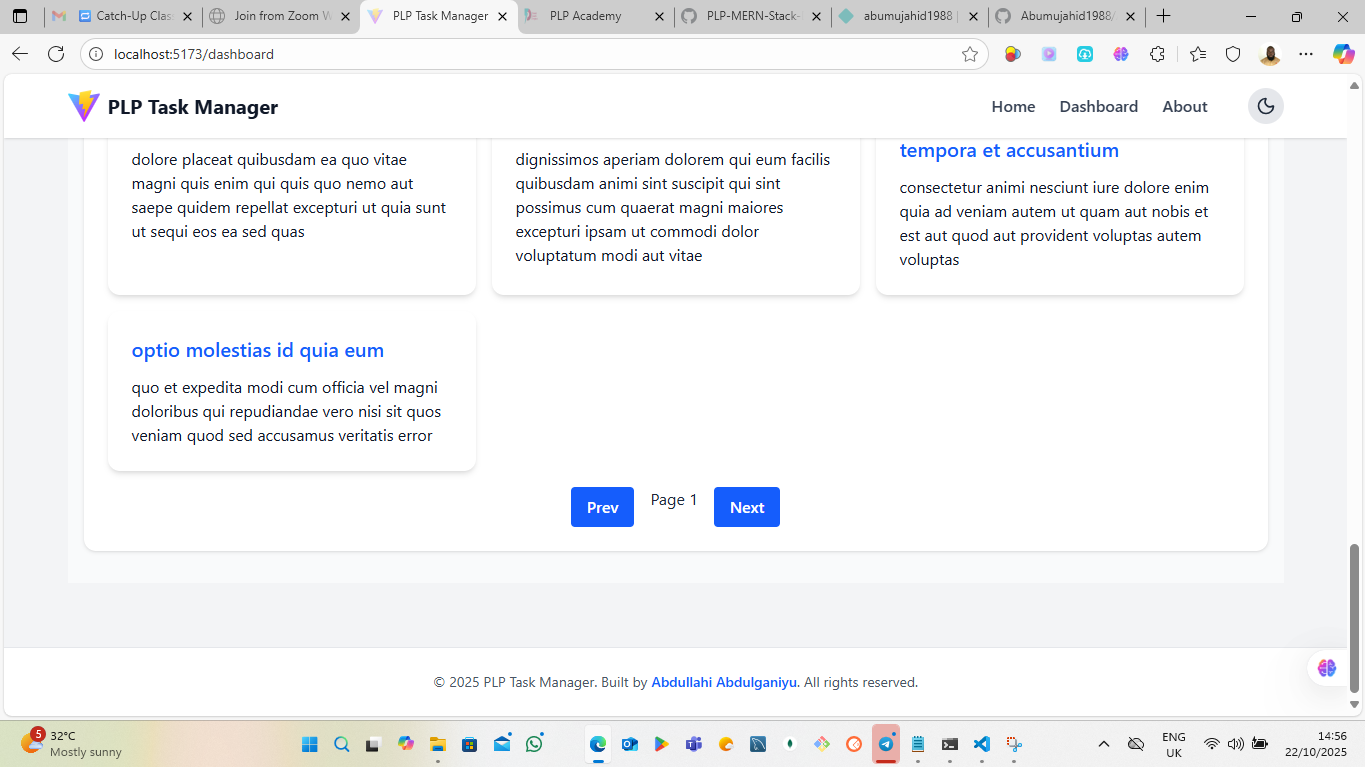 Catch-Up Clas
Join from Zoom W
PLP Task Manager
PLP Academy
PLP-MERN-Stack-
abumujahid1988 |
Abumujahid1988/
localhost:5173/dashboard
PLP Task Manager
Home
Dashboard
About
dolore placeat quibusdam ea quo vitae
magni quis enim qui quis quo nemo aut
saepe quidem repellat excepturi ut quia sunt
ut sequi eos ea sed quas
dignissimos aperiam dolorem qui eum facilis
quibusdam animi sint suscipit qui sint
possimus cum quaerat magni maiores
excepturi ipsam ut commodi dolor
voluptatum modi aut vitae
tempora et accusantium
consectetur animi nesciunt iure dolore enim
quia ad veniam autem ut quam aut nobis et
est aut quod aut provident voluptas autem
voluptas
optio molestias id quia eum
quo et expedita modi cum officia vel magni
doloribus qui repudiandae vero nisi sit quos
veniam quod sed accusamus veritatis error
Prev
Page 1
Next
© 2025 PLP Task Manager. Built by Abdullahi Abdulganiyu. All rights reserved.
5
32°C
Mostly sunny
ENG
UK
14:56
22/10/2025